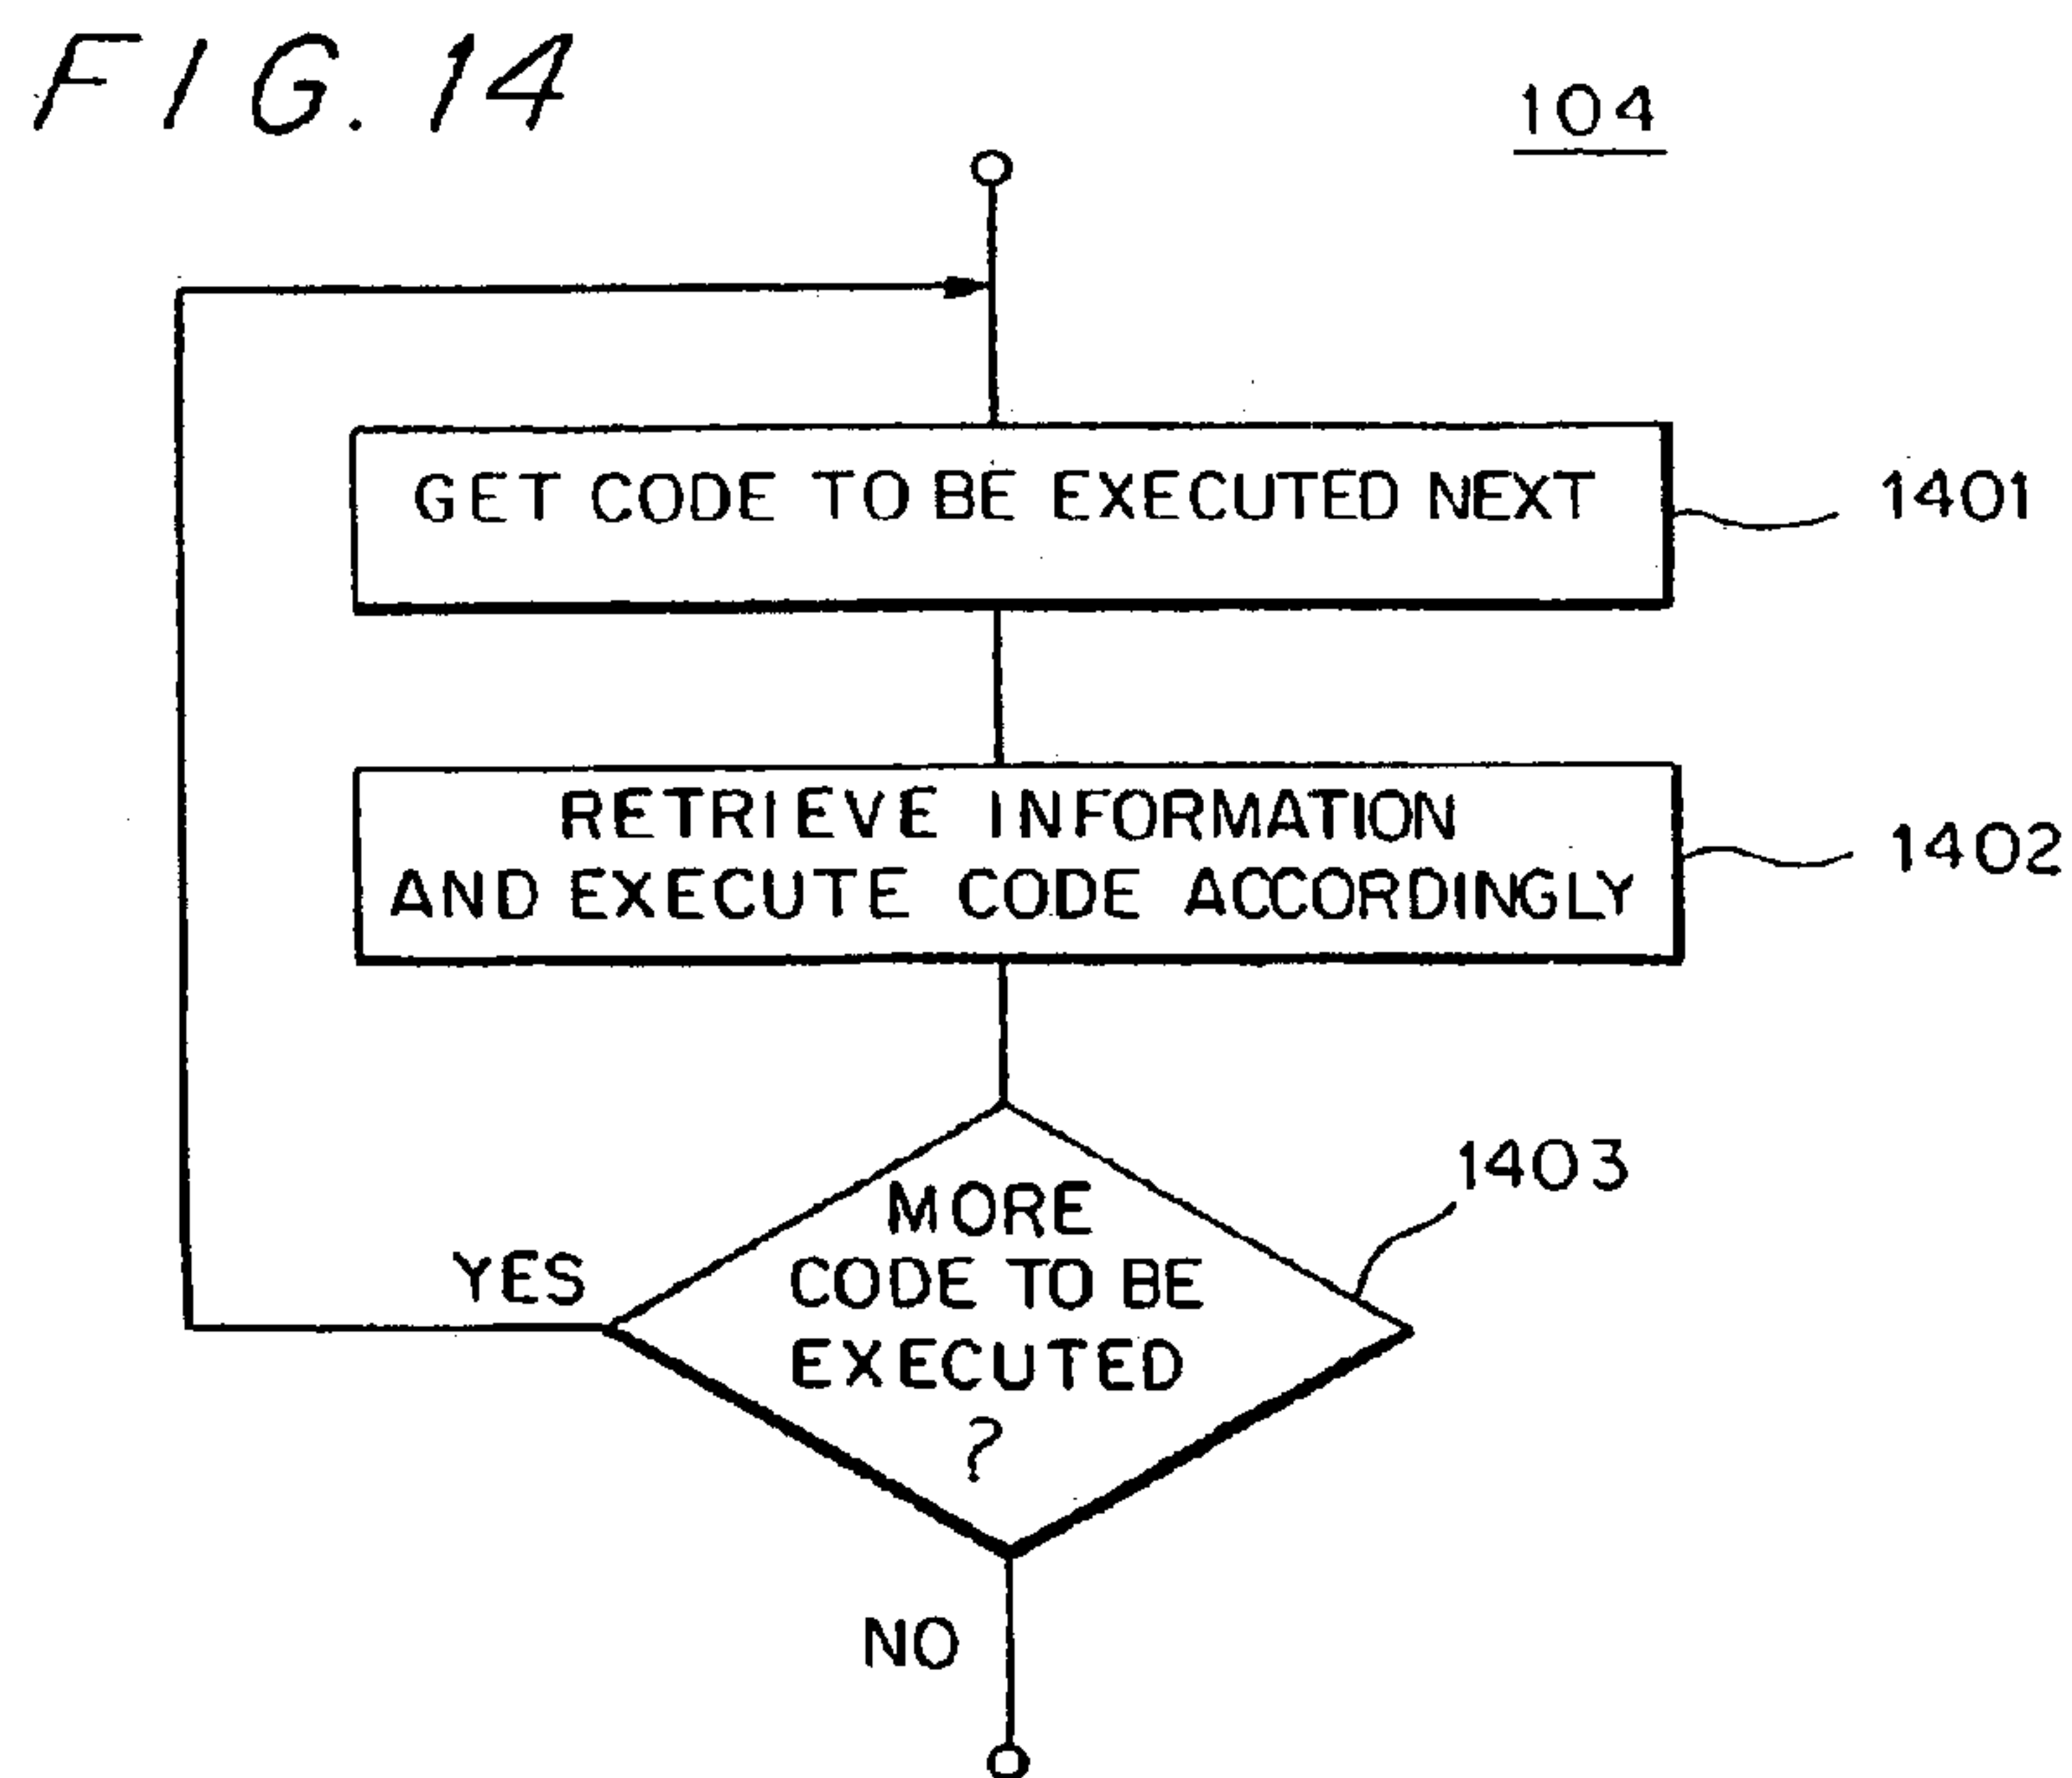 FIG. 14
104
GET CODE TO BE EXECUTED NEXT
1401
RETRIEVE INFORMATION
AND EXECUTE CODE ACCORDINGLY
1402
1403
MORE
CODE TO BE
EXECUTED
?
YES
NO